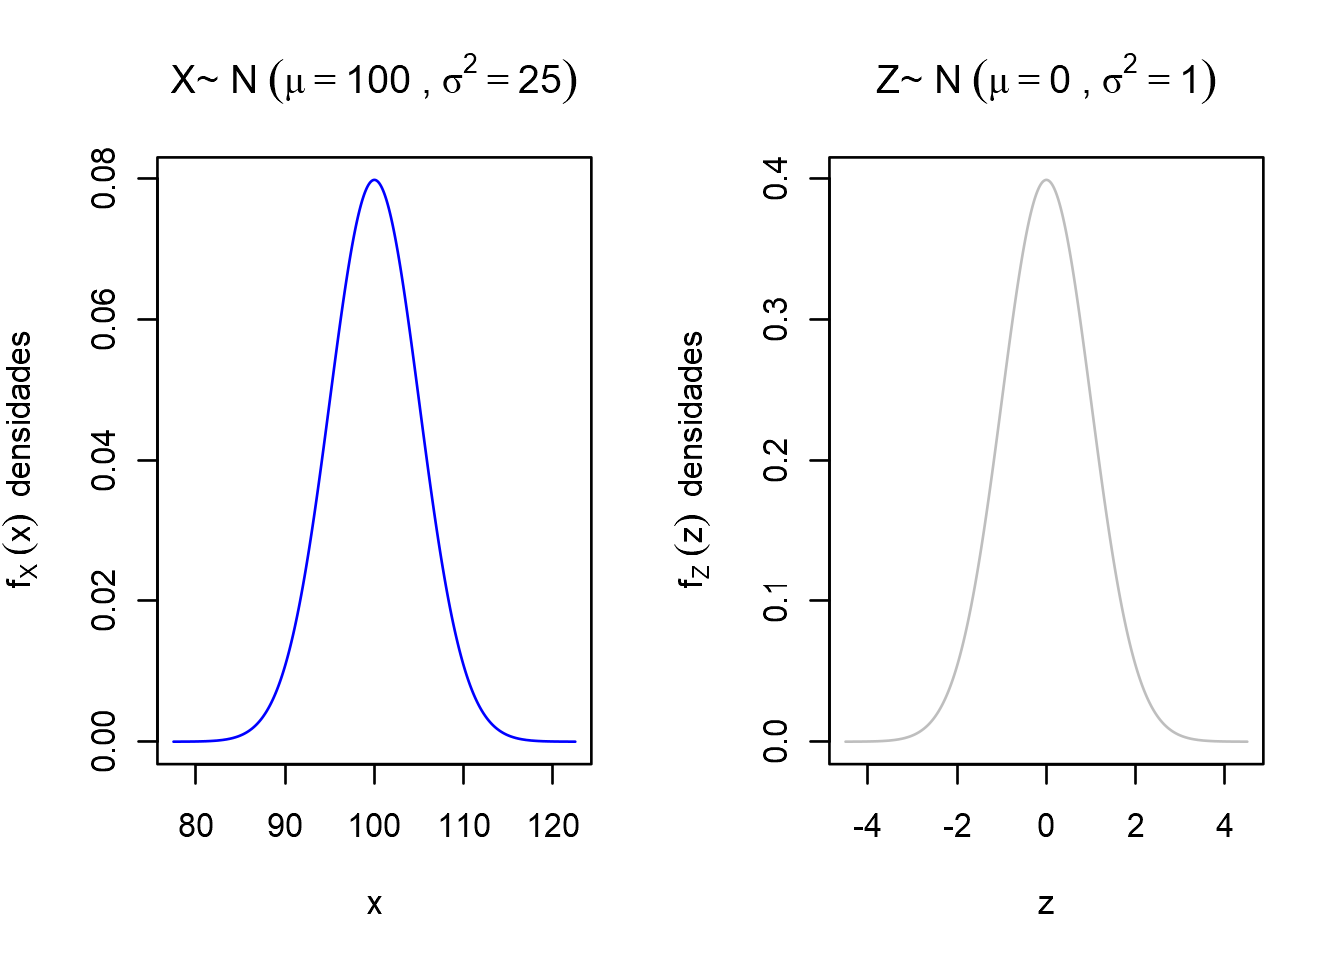 X~ N (μ = 100 , σ² = 25)
f_X (x) densidades
0.08
0.06
0.04
0.02
0.00
80 90 100 110 120
x
Z~ N (μ = 0 , σ² = 1)
f_Z (z) densidades
0.4
0.3
0.2
0.1
0.0
-4 -2 0 2 4
z